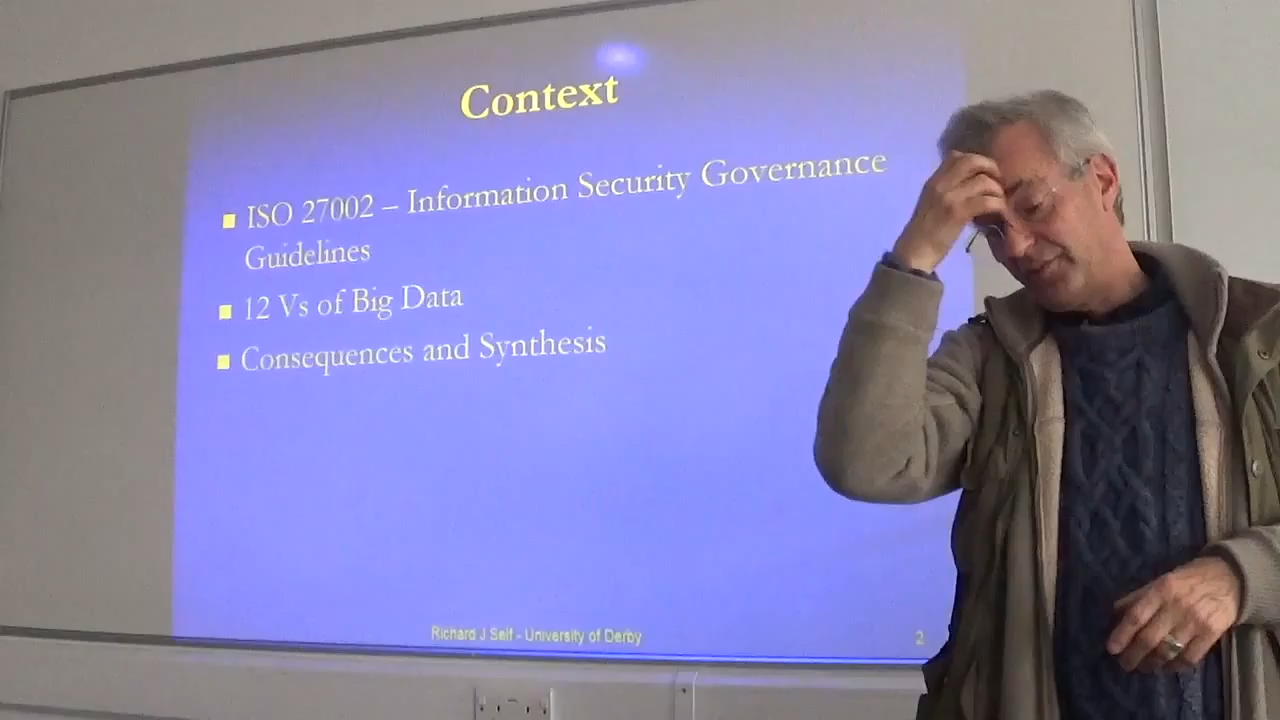 Context
ISO 27002 – Information Security Governance
Guidelines
12 Vs of Big Data
Consequences and Synthesis
Richard J Self - University of Derby
2